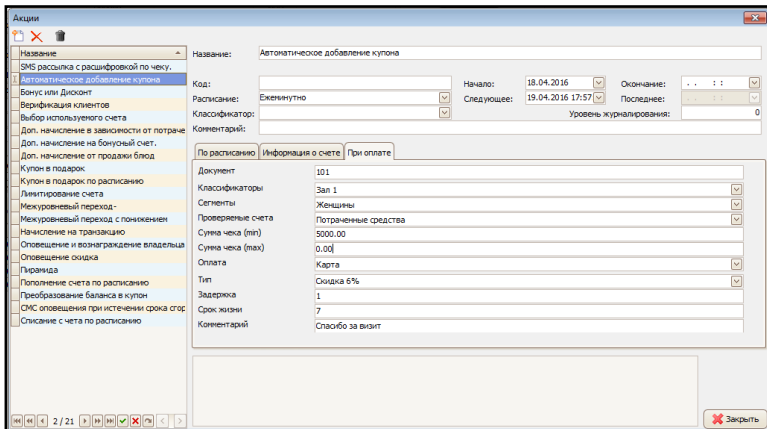 Акции
Название
SMS рассылка с расшифровкой по чеку.
Автоматическое добавление купона
Бонус или Дисконт
Верификация клиентов
Выбор используемого счета
Доп. начисление в зависимости от потраче
Доп. начисление на бонусный счет.
Доп. начисление от продажи блюд
Купон в подарок
Купон в подарок по расписанию
Лимитирование счета
Межуровневый переход-
Межуровневый переход с понижением
Начисление на транзакцию
Оповещение и вознаграждение владельца
Оповещение скидка
Пирамида
Пополнение счета по расписанию
Преобразование баланса в купон
СМС оповещения при истечении срока сгор
Списание с чета по расписанию
2 / 21
Название: Автоматическое добавление купона
Код: Начало: 18.04.2016 Окончание: . . : :
Расписание: Ежеминутно Следующее: 19.04.2016 17:57 Последнее: . . : :
Классификатор: Уровень журналирования: 0
Комментарий:
По расписанию Информация о счете При оплате
Документ 101
Классификаторы Зал 1
Сегменты Женщины
Проверяемые счета Потраченные средства
Сумма чека (min) 5000.00
Сумма чека (max) 0.00
Оплата Карта
Тип Скидка 6%
Задержка 1
Срок жизни 7
Комментарий Спасибо за визит
Закрыть